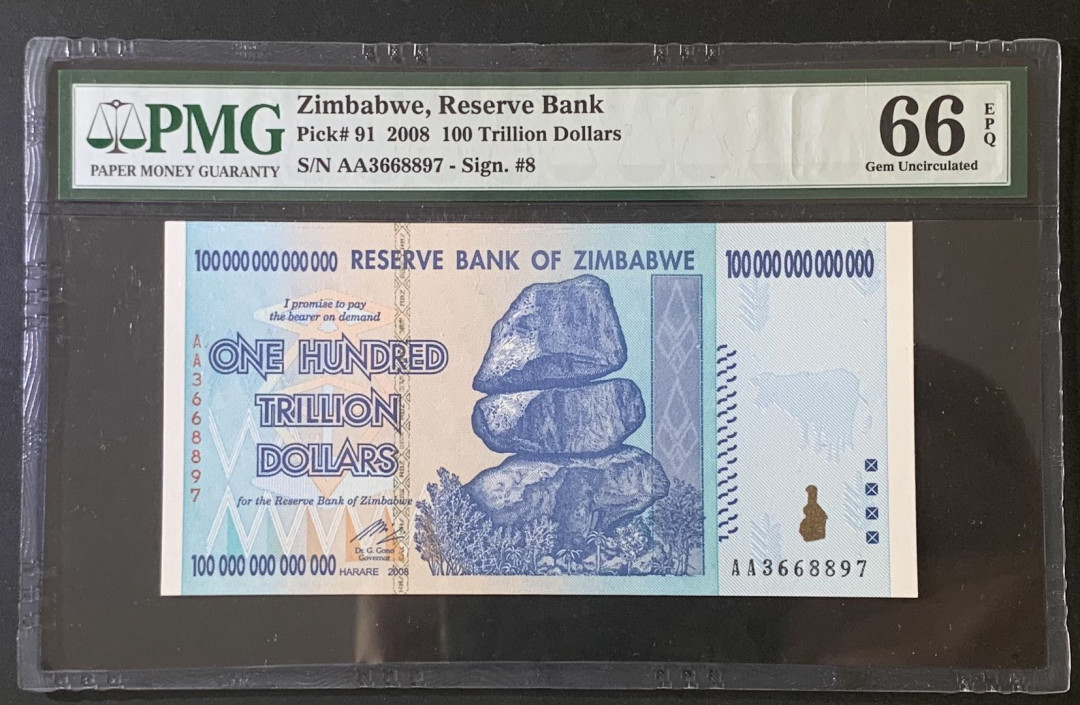 PMG
PAPER MONEY GUARANTY
Zimbabwe, Reserve Bank
Pick# 91 2008 100 Trillion Dollars
S/N AA3668897 - Sign. #8
66
EPQ
Gem Uncirculated
100 000 000 000 000 RESERVE BANK OF ZIMBABWE 100 000 000 000 000
I promise to pay
the bearer on demand
AA3668897
ONE HUNDRED
TRILLION
DOLLARS
for the Reserve Bank of Zimbabwe
Dr. G. Gono
Governor
100 000 000 000 000 HARARE 2008
AA3668897